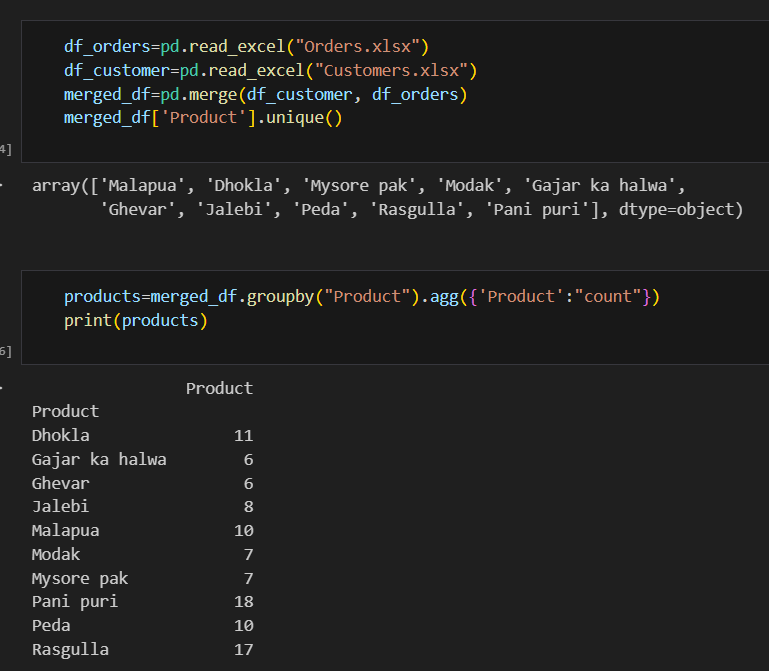 df_orders=pd.read_excel("Orders.xlsx")
df_customer=pd.read_excel("Customers.xlsx")
merged_df=pd.merge(df_customer, df_orders)
merged_df['Product'].unique()
4]
array(['Malapua', 'Dhokla', 'Mysore pak', 'Modak', 'Gajar ka halwa',
'Ghevar', 'Jalebi', 'Peda', 'Rasgulla', 'Pani puri'], dtype=object)
products=merged_df.groupby("Product").agg({'Product':"count"})
print(products)
6]
Product
Product
Dhokla 11
Gajar ka halwa 6
Ghevar 6
Jalebi 8
Malapua 10
Modak 7
Mysore pak 7
Pani puri 18
Peda 10
Rasgulla 17